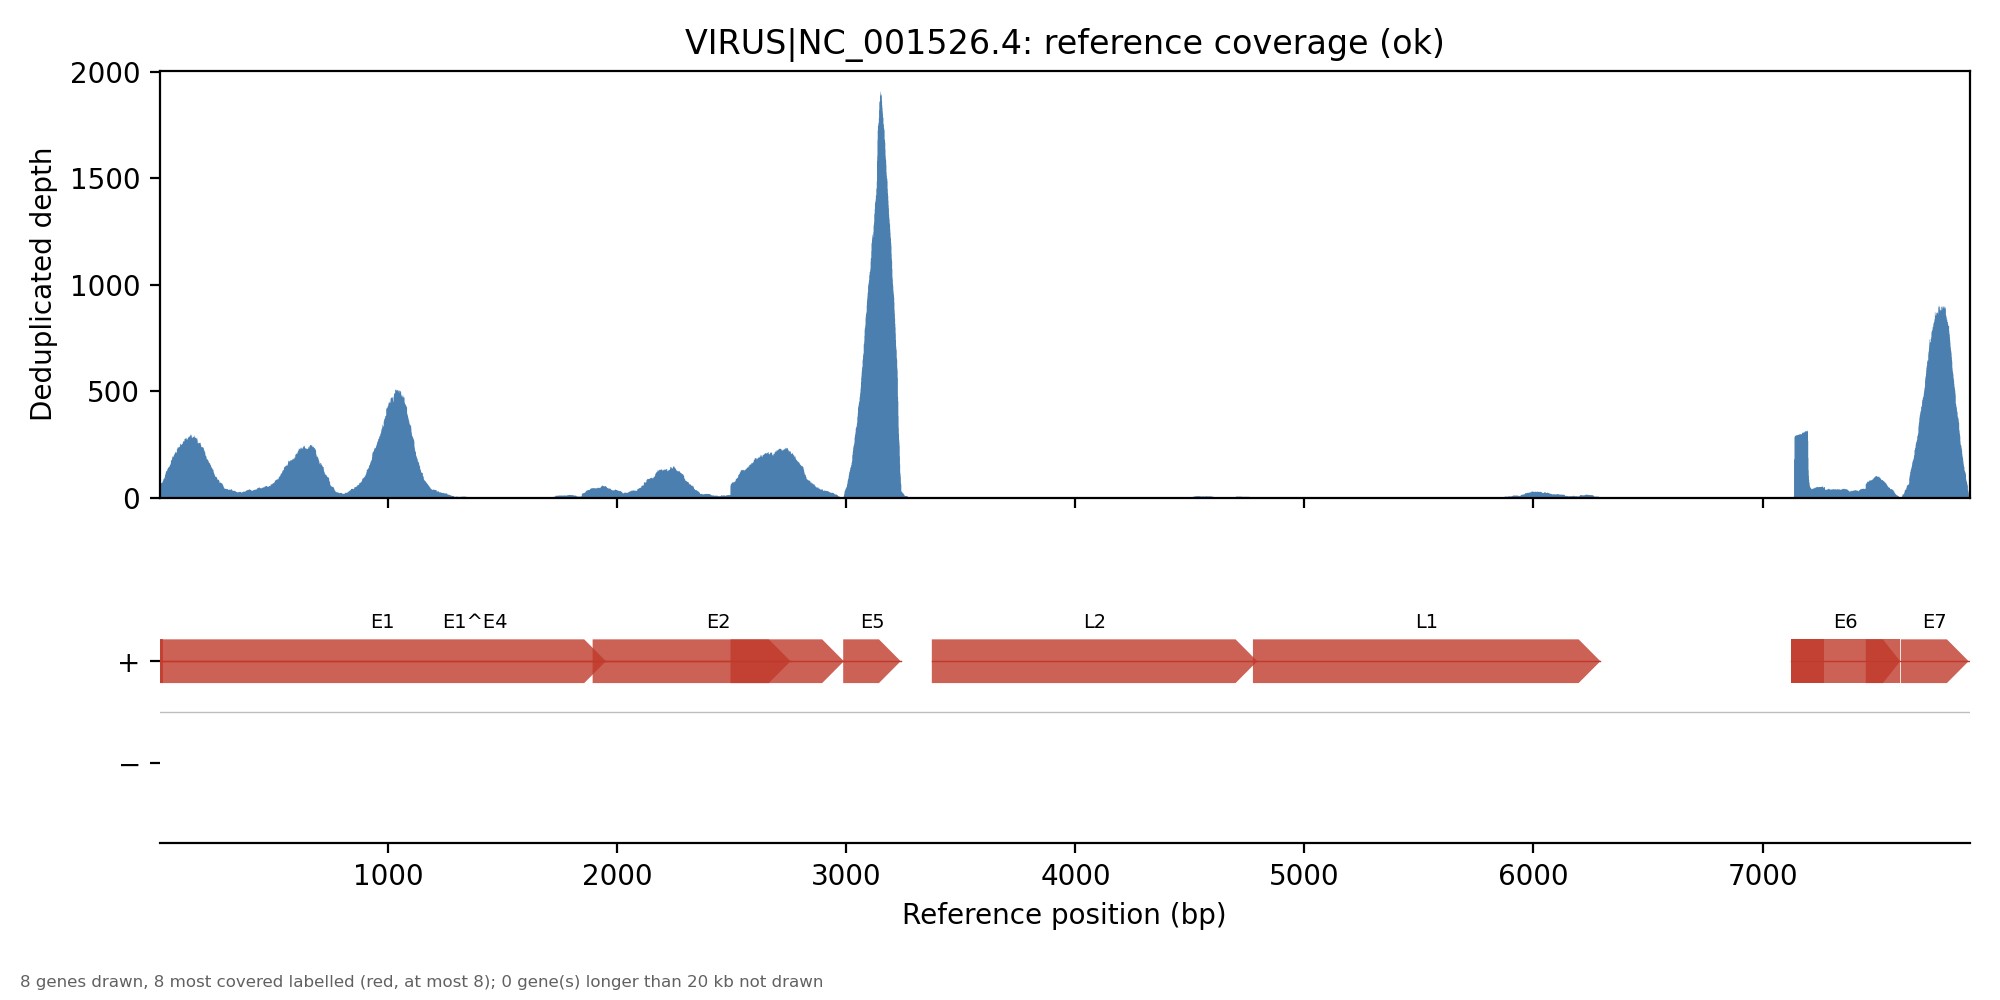 VIRUS|NC_001526.4: reference coverage (ok)
2000
1500
1000
500
0
Deduplicated depth
E1 E1^E4 E2 E5 L2 L1 E6 E7
+
−
1000 2000 3000 4000 5000 6000 7000
Reference position (bp)
8 genes drawn, 8 most covered labelled (red, at most 8); 0 gene(s) longer than 20 kb not drawn